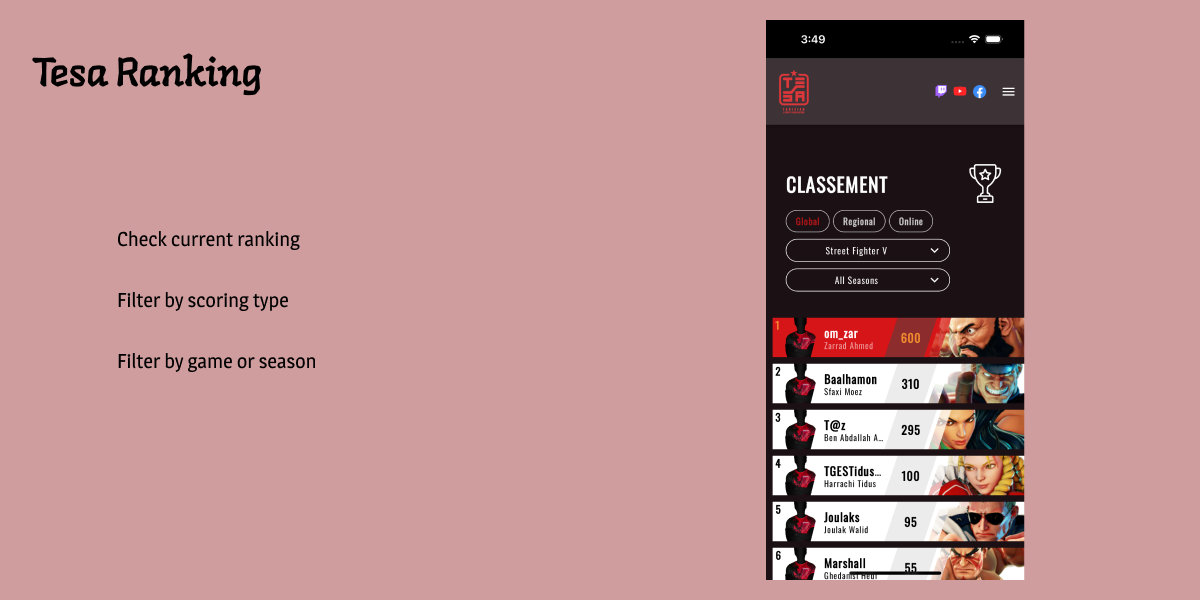 Tesa Ranking
Check current ranking
Filter by scoring type
Filter by game or season
3:49
TESA
CLASSEMENT
Global Regional Online
Street Fighter V
All Seasons
1
om_zar
Zarrad Ahmed
600
2
Baalhamon
Sfaxi Moez
310
3
T@z
Ben Abdallah A...
295
4
TGESTidus...
Harrachi Tidus
100
5
Joulaks
Joulak Walid
95
6
Marshall
55